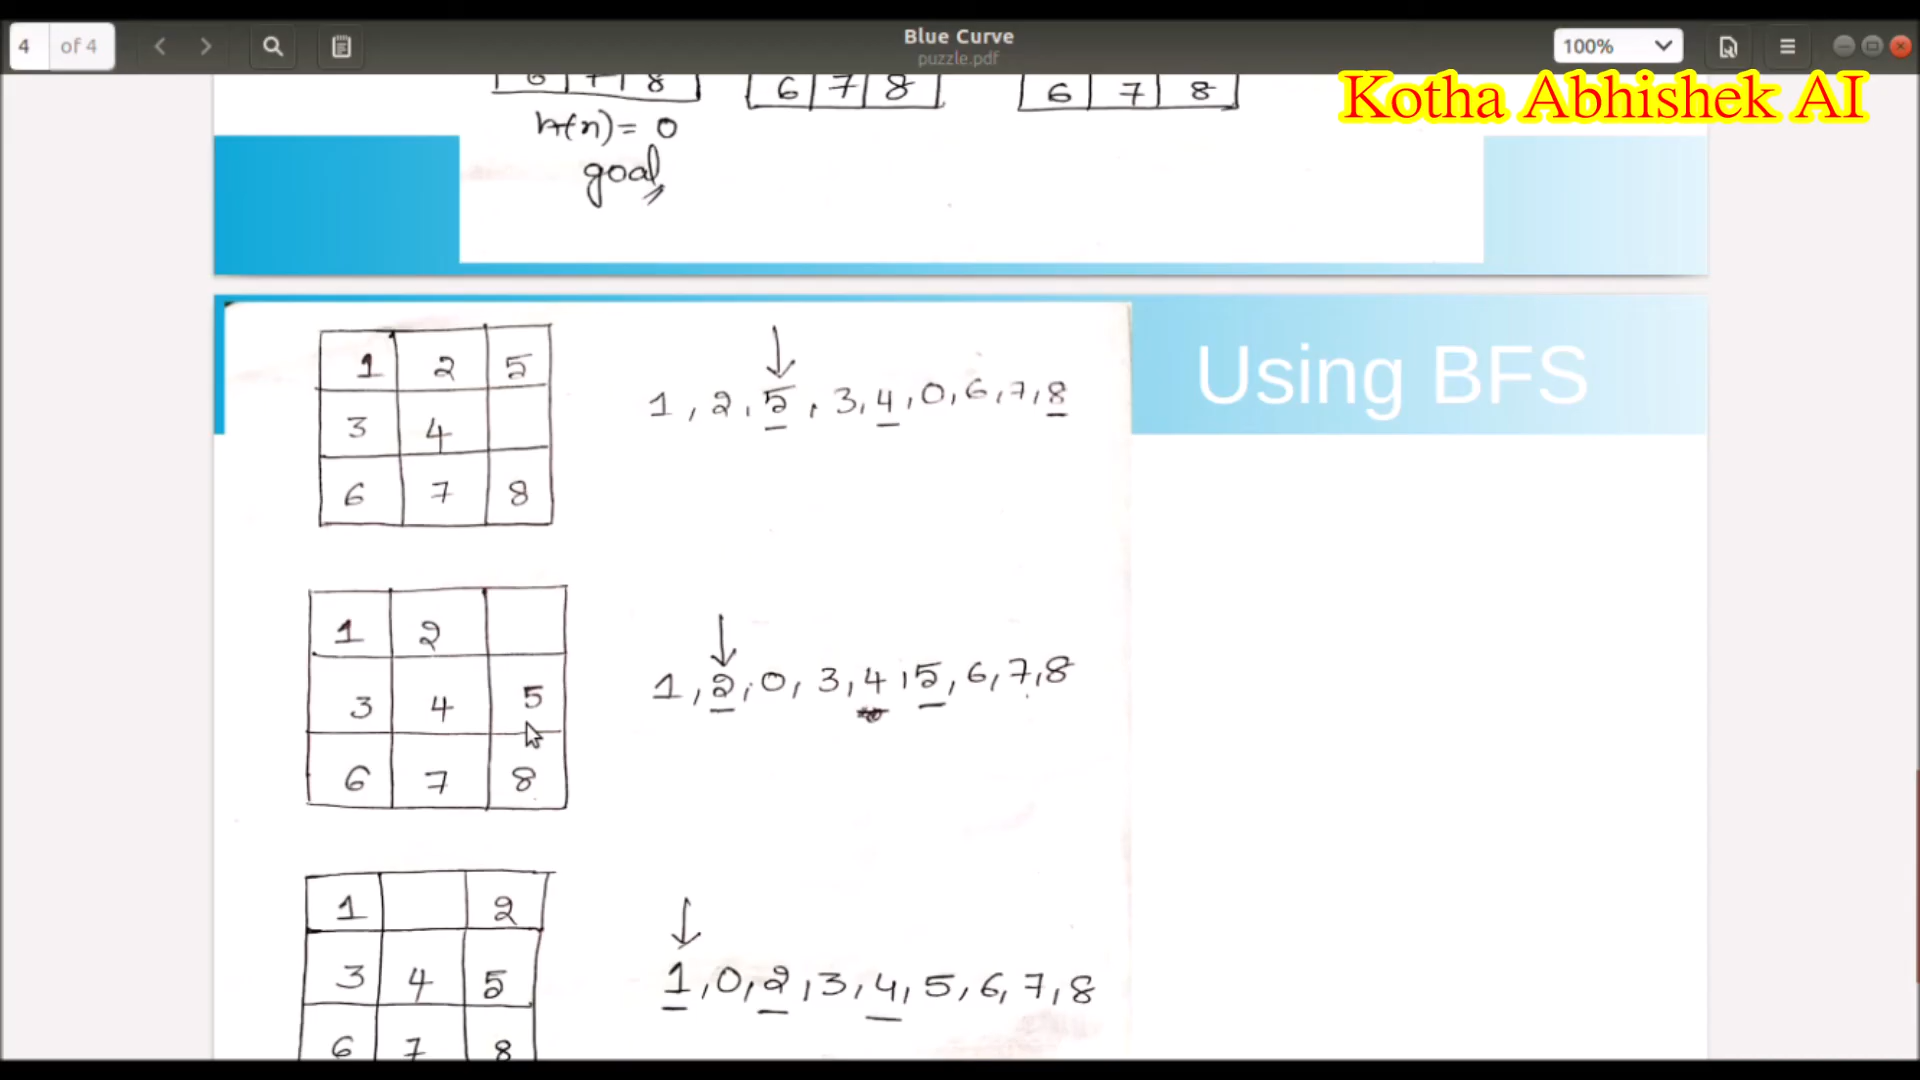 4 of 4
Blue Curve
puzzle.pdf
100%
Kotha Abhishek AI
6 7 8
6 7 8
6 7 8
h(n) = 0
goal
Using BFS
1 2 5
3 4
6 7 8
1, 2, 5, 3, 4, 0, 6, 7, 8
1 2
3 4 5
6 7 8
1, 2, 0, 3, 4, 5, 6, 7, 8
1 2
3 4 5
6 7 8
1, 0, 2, 3, 4, 5, 6, 7, 8